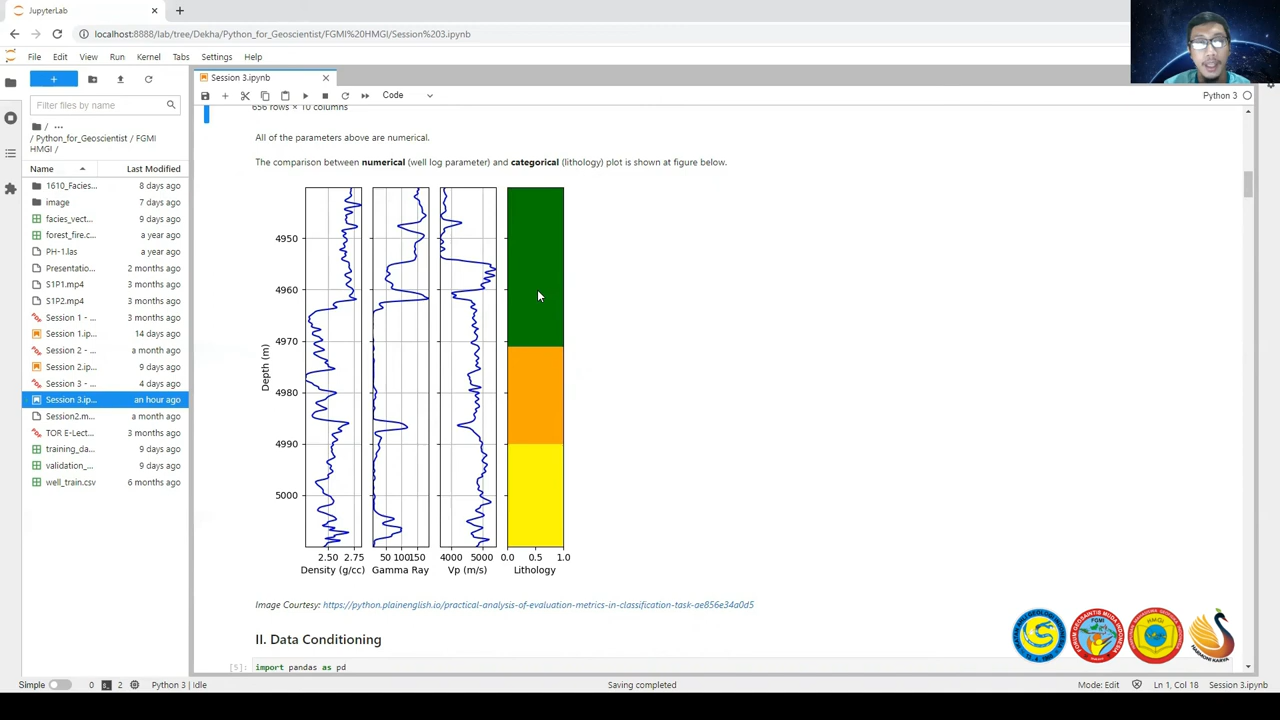 JupyterLab
localhost:8888/lab/tree/Dekha/Python_for_Geoscientist/FGMI%20HMGI/Session%203.ipynb
File Edit View Run Kernel Tabs Settings Help
Session 3.ipynb
Code
Python 3
Filter files by name
/ ...
/ Python_for_Geoscientist / FGMI
HMGI /
Name Last Modified
1610_Facies... 8 days ago
image 7 days ago
facies_vect... 9 days ago
forest_fire.c... a year ago
PH-1.las a year ago
Presentatio... 2 months ago
S1P1.mp4 3 months ago
S1P2.mp4 3 months ago
Session 1 - ... 3 months ago
Session 1.ip... 14 days ago
Session 2 - ... a month ago
Session 2.ip... 9 days ago
Session 3 - ... 4 days ago
Session 3.ip... an hour ago
Session2.m... a month ago
TOR E-Lect... 3 months ago
training_da... 9 days ago
validation_... 9 days ago
well_train.csv 6 months ago
656 rows × 10 columns
All of the parameters above are numerical.
The comparison between numerical (well log parameter) and categorical (lithology) plot is shown at figure below.
Depth (m)
4950
4960
4970
4980
4990
5000
2.50 2.75 50 100 150 4000 5000 0.0 0.5 1.0
Density (g/cc) Gamma Ray Vp (m/s) Lithology
Image Courtesy: https://python.plainenglish.io/practical-analysis-of-evaluation-metrics-in-classification-task-ae856e34a0d5
II. Data Conditioning
[5]: import pandas as pd
FGMI
HMGI
Simple 0 2 Python 3 | Idle Saving completed Mode: Edit Ln 1, Col 18 Session 3.ipynb